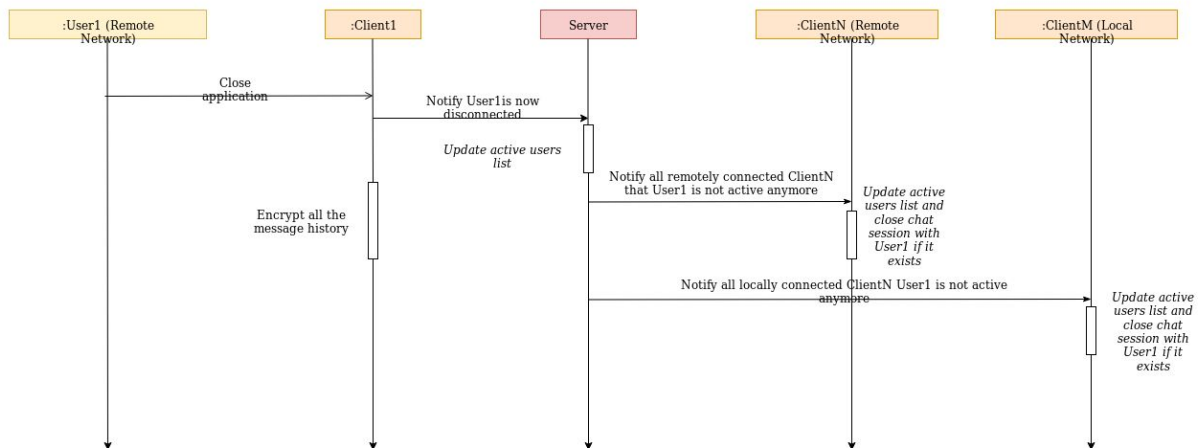 :User1 (Remote
Network)
:Client1
Server
:ClientN (Remote
Network)
:ClientM (Local
Network)
Close
application
Notify User1is now
disconnected
Update active users
list
Notify all remotely connected ClientN
that User1 is not active anymore
Update active
users list and
close chat
session with
User1 if it
exists
Encrypt all the
message history
Notify all locally connected ClientN User1 is not active
anymore
Update active
users list and
close chat
session with
User1 if it
exists